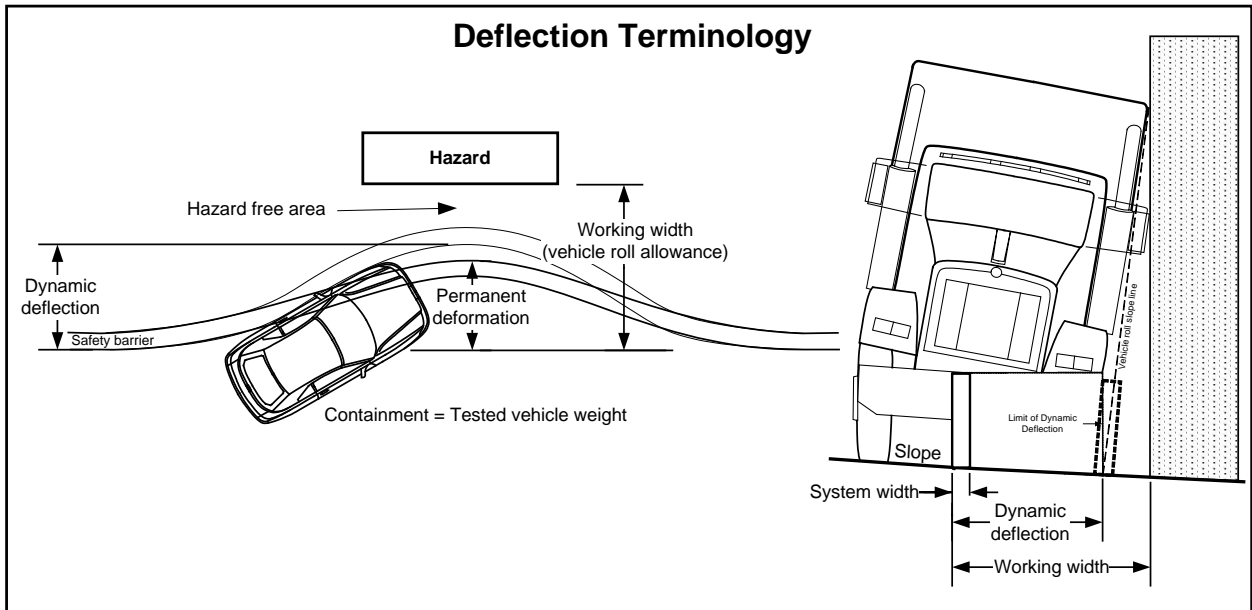 Deflection Terminology
Hazard
Hazard free area
Working width
(vehicle roll allowance)
Dynamic
deflection
Permanent
deformation
Safety barrier
Containment = Tested vehicle weight
Vehicle roll slope line
Limit of Dynamic
Deflection
Slope
System width
Dynamic
deflection
Working width